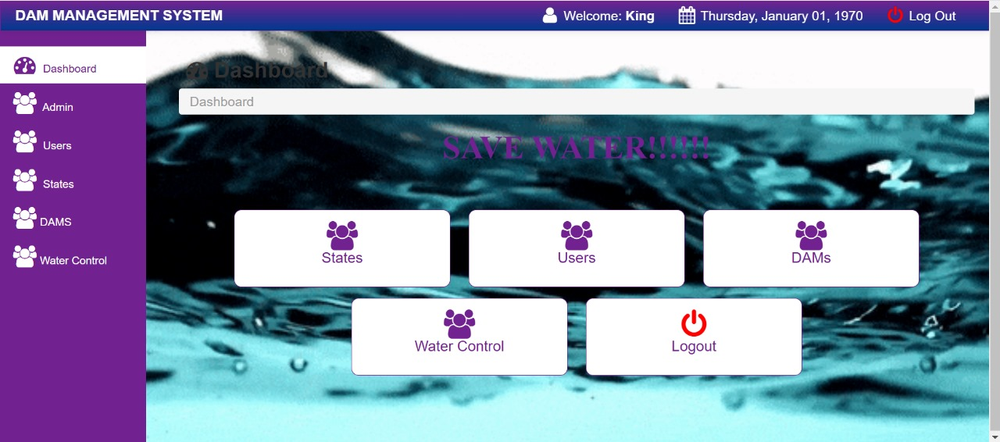 DAM MANAGEMENT SYSTEM
Welcome: King
Thursday, January 01, 1970
Log Out
Dashboard
Admin
Users
States
DAMS
Water Control
Dashboard
Dashboard
SAVE WATER!!!!!!
States
Users
DAMs
Water Control
Logout